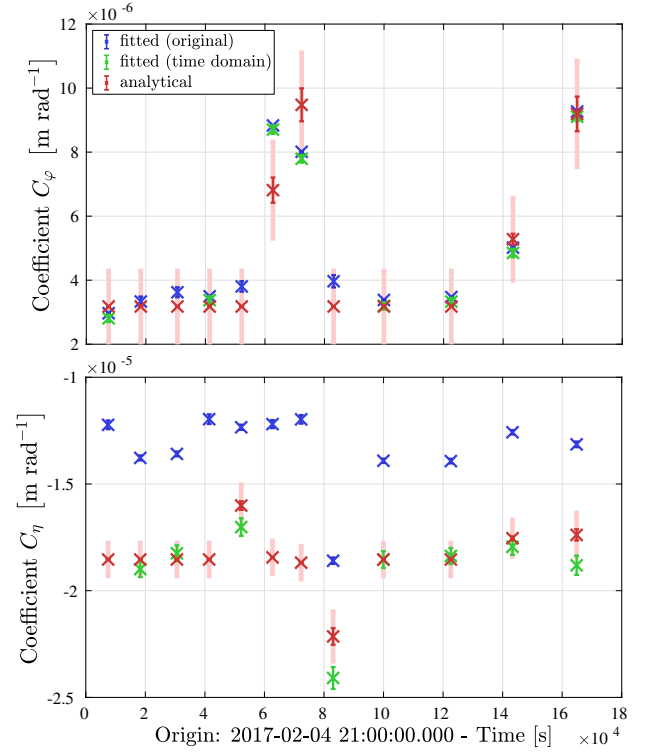 ×10⁻⁶
12
10
8
6
4
2
Coefficient C_φ [m rad⁻¹]
fitted (original)
fitted (time domain)
analytical
×10⁻⁵
-1
-1.5
-2
-2.5
Coefficient C_η [m rad⁻¹]
0 2 4 6 8 10 12 14 16 18
Origin: 2017-02-04 21:00:00.000 - Time [s]
×10⁴